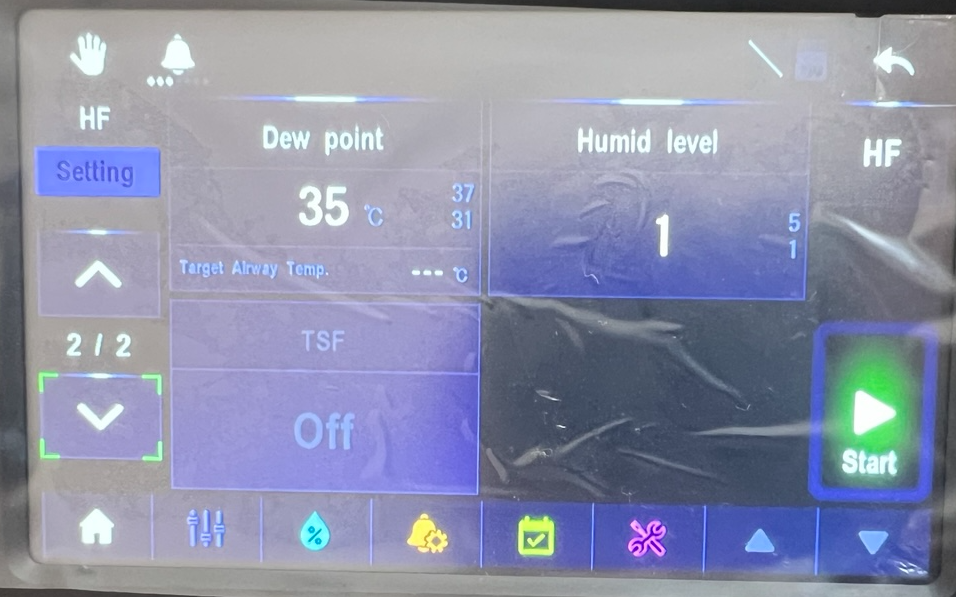 HF
Setting
2 / 2
Dew point
35 °C
37
31
Target Airway Temp. --- °C
TSF
Off
Humid level
1
5
1
HF
Start
%